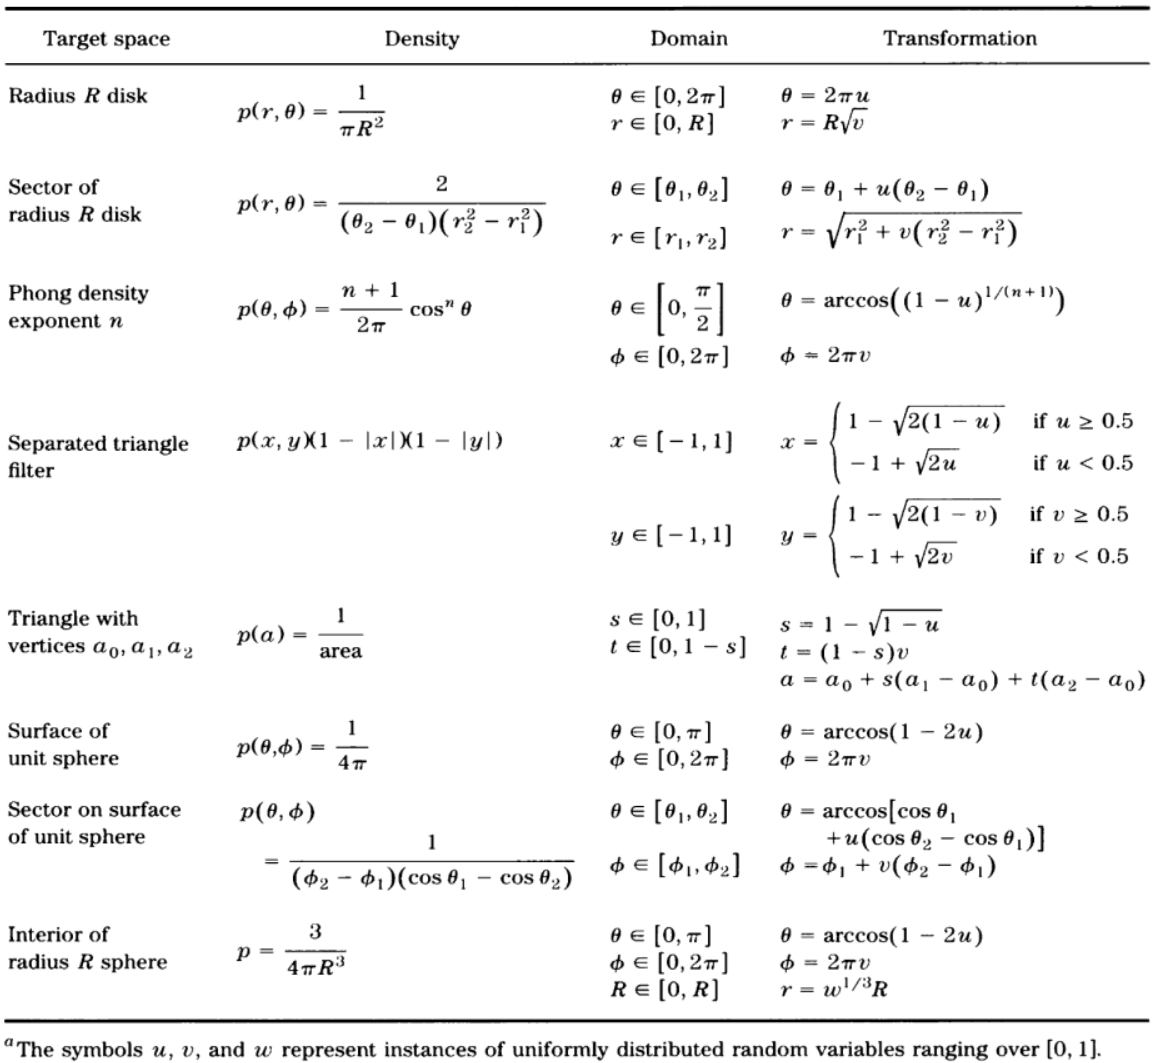 Target space Density Domain Transformation
Radius R disk p(r, θ) = 1/(πR²) θ ∈ [0, 2π] θ = 2πu
r ∈ [0, R] r = R√v
Sector of radius R disk p(r, θ) = 2/((θ₂ − θ₁)(r₂² − r₁²)) θ ∈ [θ₁, θ₂] θ = θ₁ + u(θ₂ − θ₁)
r ∈ [r₁, r₂] r = √(r₁² + v(r₂² − r₁²))
Phong density exponent n p(θ, ϕ) = (n + 1)/(2π) cosⁿ θ θ ∈ [0, π/2] θ = arccos((1 − u)^(1/(n+1)))
ϕ ∈ [0, 2π] ϕ = 2πv
Separated triangle filter p(x, y)(1 − |x|)(1 − |y|) x ∈ [−1, 1] x = { 1 − √(2(1 − u)) if u ≥ 0.5
−1 + √(2u) if u < 0.5
y ∈ [−1, 1] y = { 1 − √(2(1 − v)) if v ≥ 0.5
−1 + √(2v) if v < 0.5
Triangle with vertices a₀, a₁, a₂ p(a) = 1/area s ∈ [0, 1] s = 1 − √(1 − u)
t ∈ [0, 1 − s] t = (1 − s)v
a = a₀ + s(a₁ − a₀) + t(a₂ − a₀)
Surface of unit sphere p(θ,ϕ) = 1/(4π) θ ∈ [0, π] θ = arccos(1 − 2u)
ϕ ∈ [0, 2π] ϕ = 2πv
Sector on surface of unit sphere p(θ, ϕ) = 1/((ϕ₂ − ϕ₁)(cos θ₁ − cos θ₂)) θ ∈ [θ₁, θ₂] θ = arccos[cos θ₁
+u(cos θ₂ − cos θ₁)]
ϕ ∈ [ϕ₁, ϕ₂] ϕ =ϕ₁ + v(ϕ₂ − ϕ₁)
Interior of radius R sphere p = 3/(4πR³) θ ∈ [0, π] θ = arccos(1 − 2u)
ϕ ∈ [0, 2π] ϕ = 2πv
R ∈ [0, R] r = w^(1/3)R
ᵃThe symbols u, v, and w represent instances of uniformly distributed random variables ranging over [0, 1].